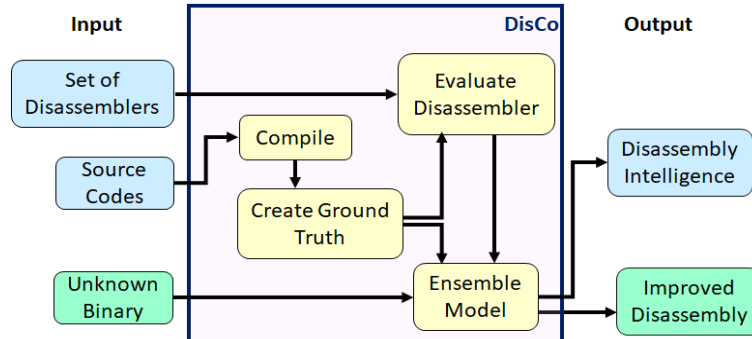 Input
DisCo
Output
Set of
Disassemblers
Evaluate
Disassembler
Compile
Source
Codes
Disassembly
Intelligence
Create Ground
Truth
Unknown
Binary
Ensemble
Model
Improved
Disassembly